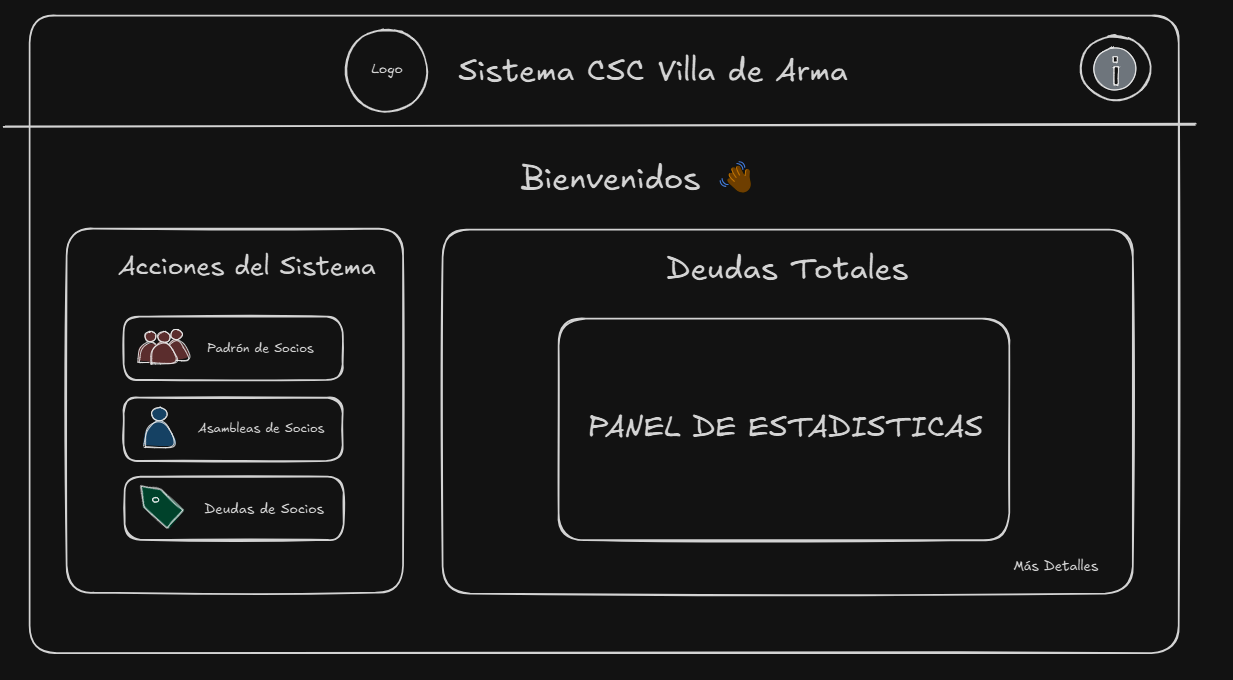 Logo
Sistema CSC Villa de Arma
Bienvenidos
Acciones del Sistema
Padrón de Socios
Asambleas de Socios
Deudas de Socios
Deudas Totales
PANEL DE ESTADISTICAS
Más Detalles